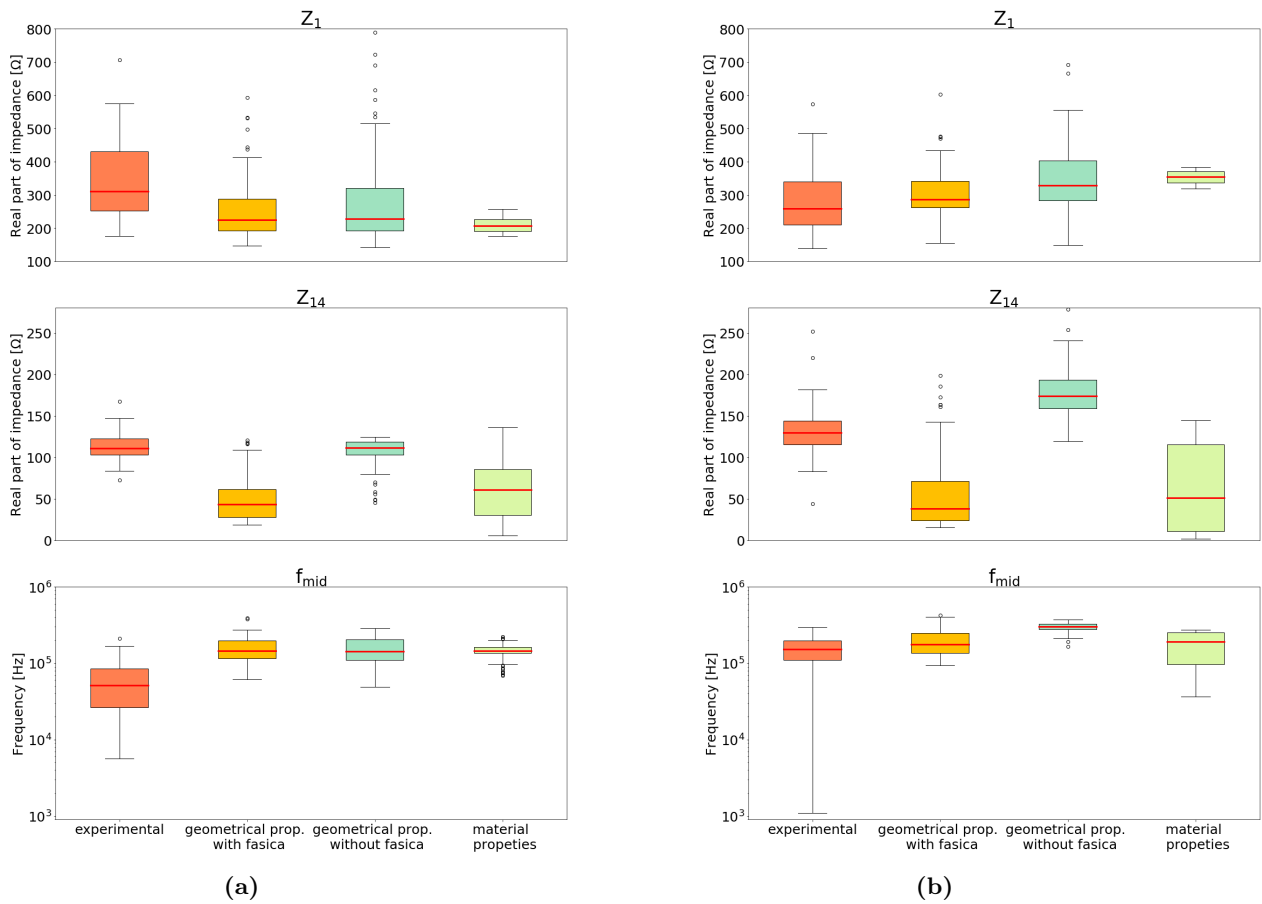 Z1
Real part of impedance [Ω]
800
700
600
500
400
300
200
100
Z14
Real part of impedance [Ω]
250
200
150
100
50
0
fmid
Frequency [Hz]
10^6
10^5
10^4
10^3
experimental
geometrical prop.
with fasica
geometrical prop.
without fasica
material
propeties
(a)
Z1
Real part of impedance [Ω]
800
700
600
500
400
300
200
100
Z14
Real part of impedance [Ω]
250
200
150
100
50
0
fmid
Frequency [Hz]
10^6
10^5
10^4
10^3
experimental
geometrical prop.
with fasica
geometrical prop.
without fasica
material
propeties
(b)